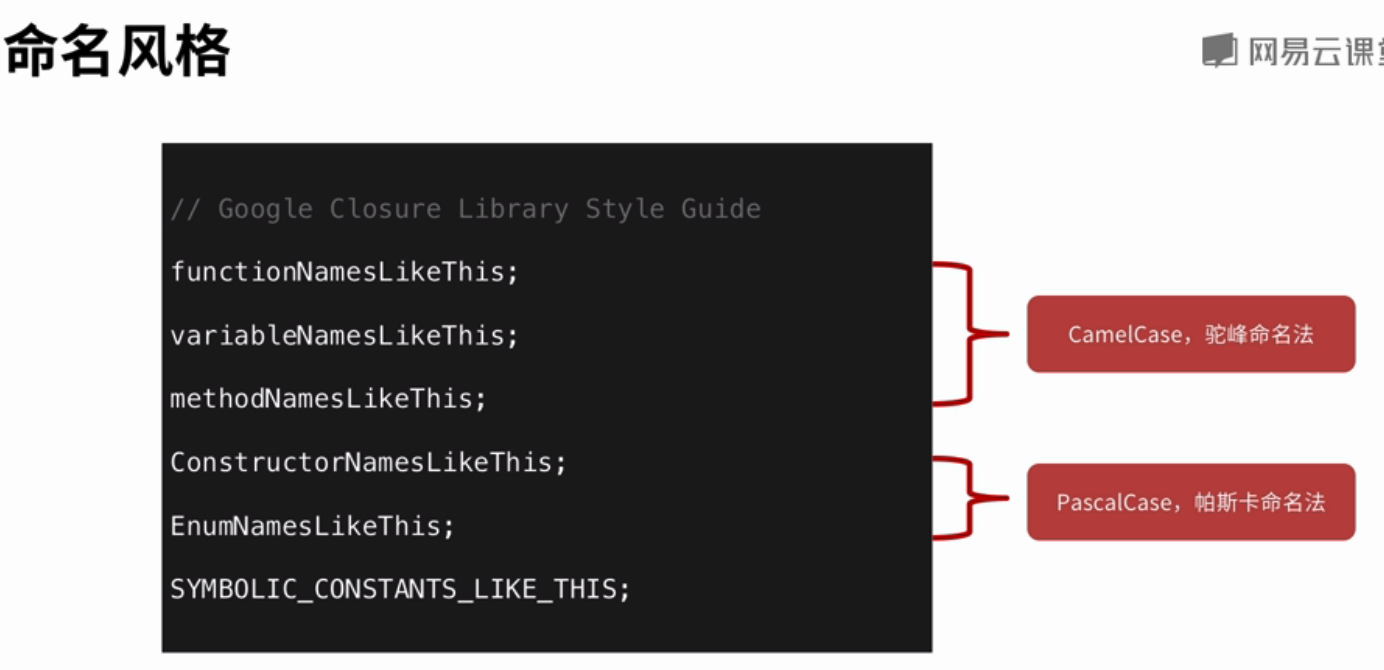 命名风格
网易云课
// Google Closure Library Style Guide
functionNamesLikeThis;
variableNamesLikeThis;
methodNamesLikeThis;
ConstructorNamesLikeThis;
EnumNamesLikeThis;
SYMBOLIC_CONSTANTS_LIKE_THIS;
CamelCase，驼峰命名法
PascalCase，帕斯卡命名法